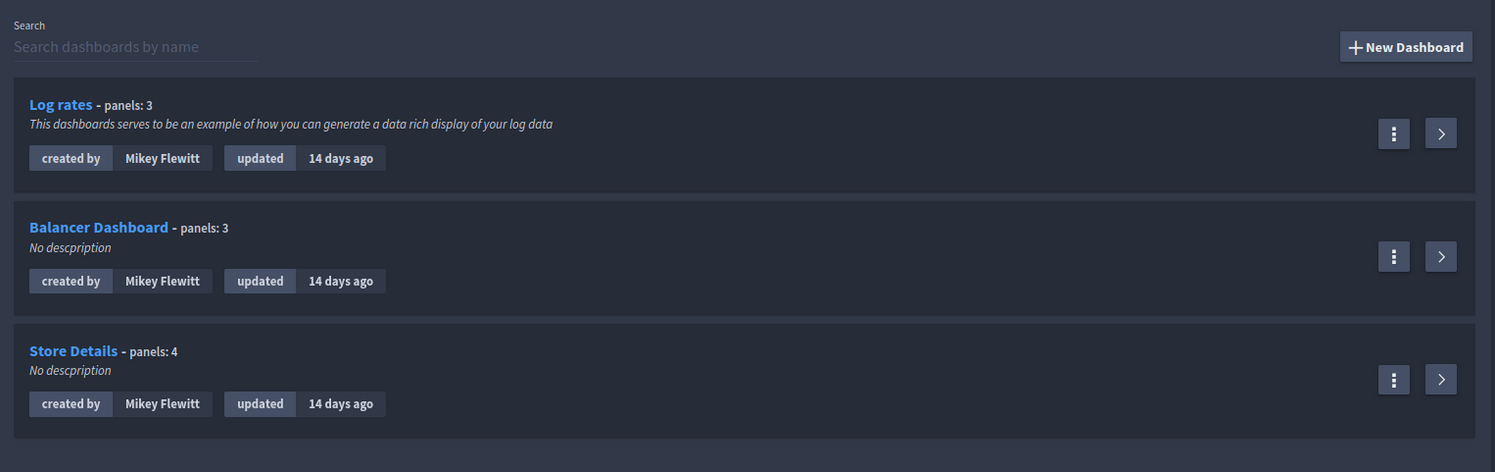 Search
Search dashboards by name
New Dashboard
Log rates - panels: 3
This dashboards serves to be an example of how you can generate a data rich display of your log data
created by Mikey Flewitt updated 14 days ago
Balancer Dashboard - panels: 3
No descpription
created by Mikey Flewitt updated 14 days ago
Store Details - panels: 4
No descpription
created by Mikey Flewitt updated 14 days ago